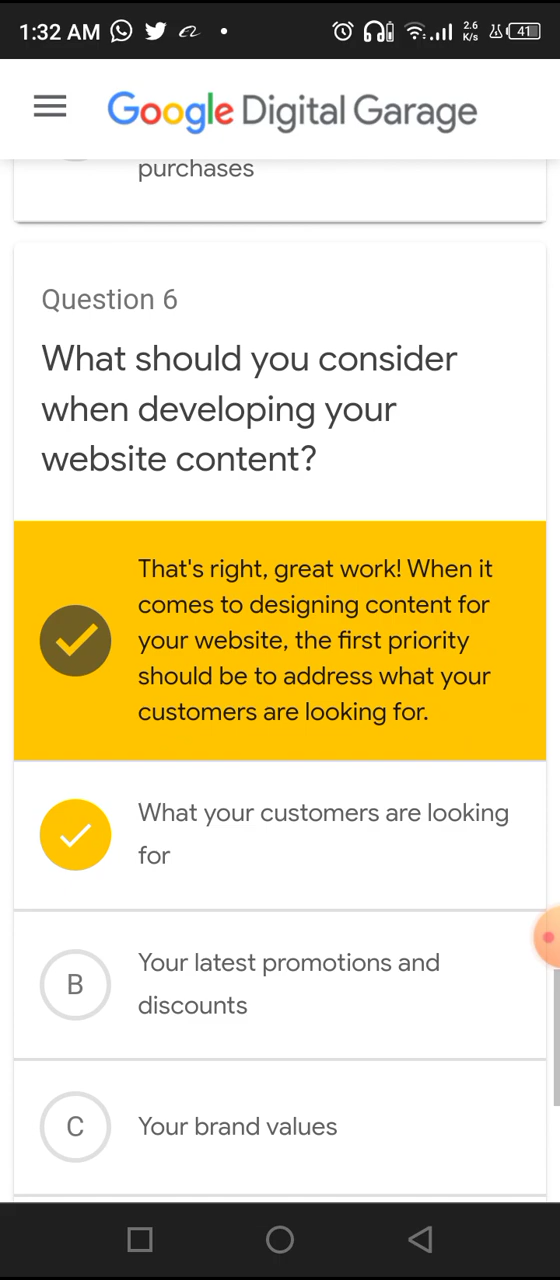 1:32 AM 2.6 K/s 41
Google Digital Garage
purchases
Question 6
What should you consider
when developing your
website content?
That's right, great work! When it
comes to designing content for
your website, the first priority
should be to address what your
customers are looking for.
What your customers are looking
for
B
Your latest promotions and
discounts
C
Your brand values